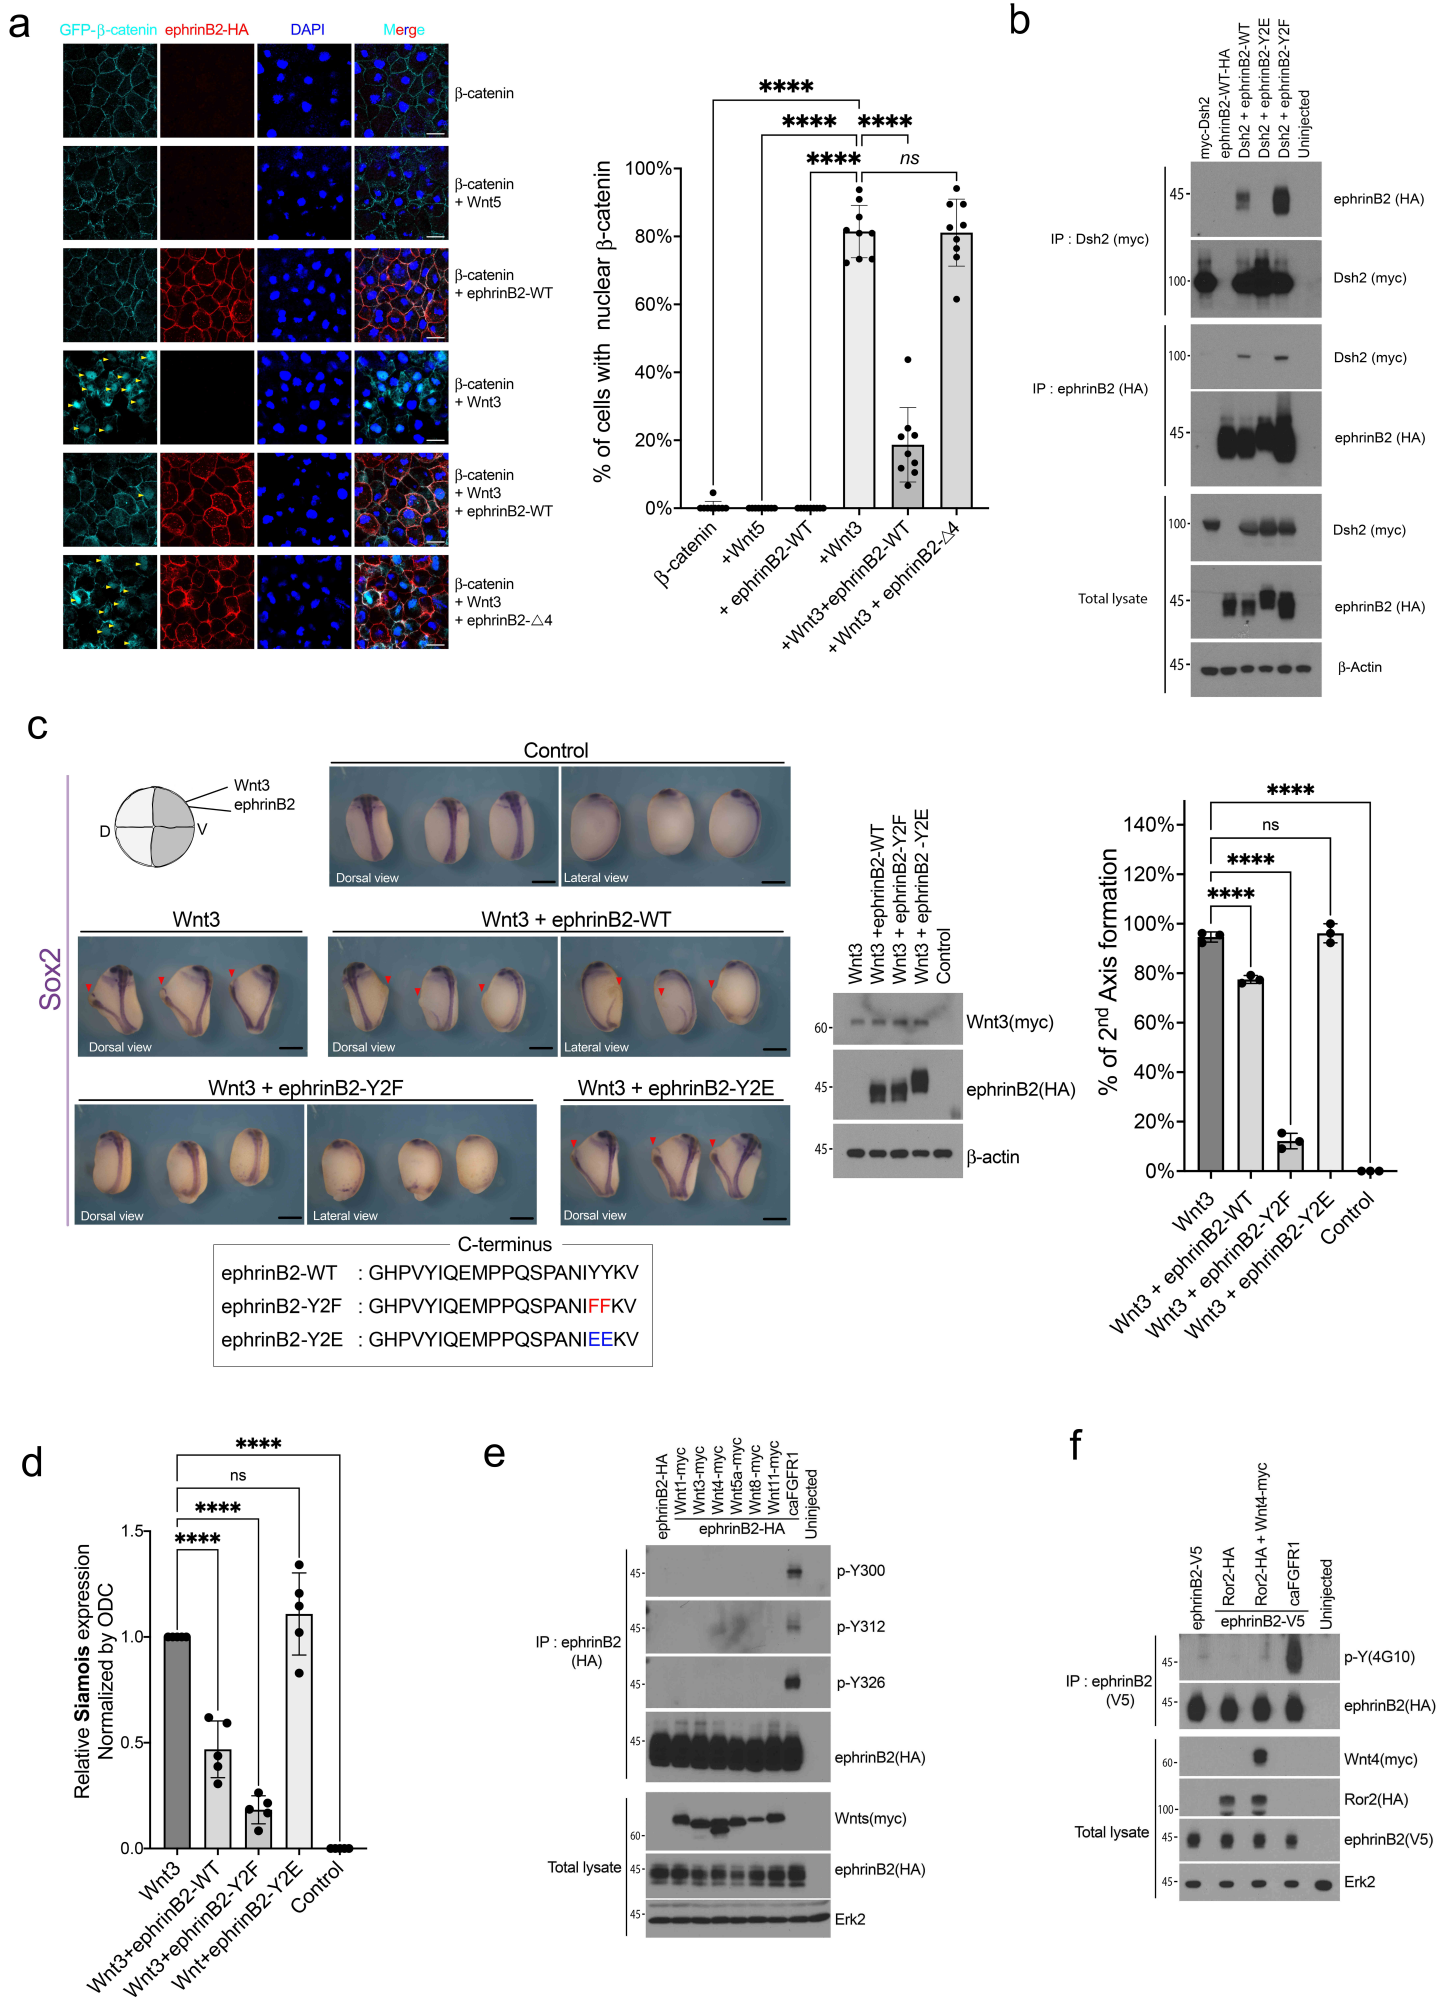 a
GFP-β-catenin ephrinB2-HA DAPI Merge
β-catenin
β-catenin
+ Wnt5
β-catenin
+ ephrinB2-WT
β-catenin
+ Wnt3
β-catenin
+ Wnt3
+ ephrinB2-WT
β-catenin
+ Wnt3
+ ephrinB2-△4
% of cells with nuclear β-catenin
****
**** ****
**** ns
100%
80%
60%
40%
20%
0%
β-catenin
+Wnt5
+ ephrinB2-WT
+Wnt3
+Wnt3+ephrinB2-WT
+Wnt3 + ephrinB2-△4
b
myc-Dsh2
ephrinB2-WT-HA
Dsh2 + ephrinB2-WT
Dsh2 + ephrinB2-Y2E
Dsh2 + ephrinB2-Y2F
Uninjected
IP : Dsh2 (myc)
45- ephrinB2 (HA)
100- Dsh2 (myc)
IP : ephrinB2 (HA)
100- Dsh2 (myc)
45- ephrinB2 (HA)
Total lysate
100- Dsh2 (myc)
45- ephrinB2 (HA)
45- β-Actin
c
Sox2
Wnt3
ephrinB2
D V
Control
Dorsal view Lateral view
Wnt3 Wnt3 + ephrinB2-WT
Dorsal view Dorsal view Lateral view
Wnt3 + ephrinB2-Y2F Wnt3 + ephrinB2-Y2E
Dorsal view Lateral view Dorsal view
C-terminus
ephrinB2-WT : GHPVYIQEMPPQSPANIYYKV
ephrinB2-Y2F : GHPVYIQEMPPQSPANIFFKV
ephrinB2-Y2E : GHPVYIQEMPPQSPANIEEKV
Wnt3
Wnt3 +ephrinB2-WT
Wnt3 + ephrinB2-Y2F
Wnt3 + ephrinB2 -Y2E
Control
60- Wnt3(myc)
45- ephrinB2(HA)
45- β-actin
% of 2nd Axis formation
****
ns
****
****
140%
120%
100%
80%
60%
40%
20%
0%
Wnt3
Wnt3 + ephrinB2-WT
Wnt3 + ephrinB2-Y2F
Wnt3 + ephrinB2-Y2E
Control
d
Relative Siamois expression
Normalized by ODC
****
ns
****
****
1.5
1.0
0.5
0.0
Wnt3
Wnt3+ephrinB2-WT
Wnt3+ephrinB2-Y2F
Wnt+ephrinB2-Y2E
Control
e
ephrinB2-HA
Wnt1-myc
Wnt3-myc
Wnt4-myc
Wnt5a-myc
Wnt8-myc
Wnt11-myc
caFGFR1
Uninjected
ephrinB2-HA
IP : ephrinB2
(HA)
45- p-Y300
45- p-Y312
45- p-Y326
45- ephrinB2(HA)
Total lysate
60- Wnts(myc)
45- ephrinB2(HA)
45- Erk2
f
ephrinB2-V5
Ror2-HA
Ror2-HA + Wnt4-myc
caFGFR1
Uninjected
ephrinB2-V5
IP : ephrinB2
(V5)
45- p-Y(4G10)
45- ephrinB2(HA)
Total lysate
60- Wnt4(myc)
100- Ror2(HA)
45- ephrinB2(V5)
45- Erk2